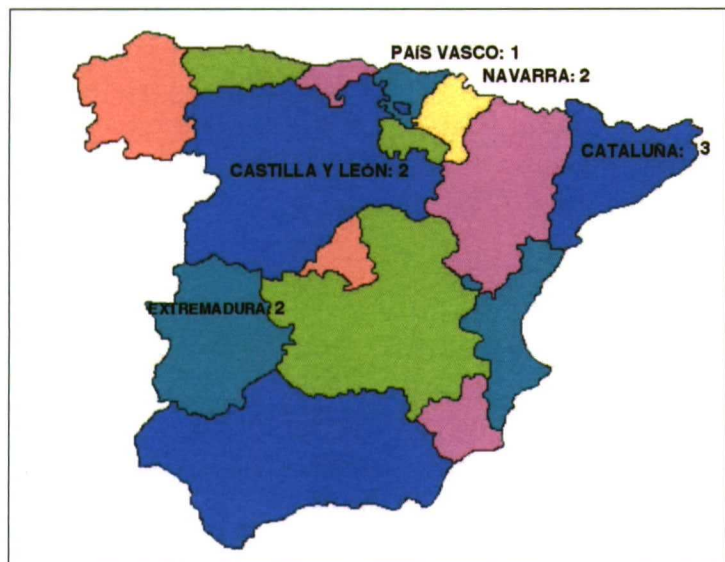 PAÍS VASCO: 1
NAVARRA: 2
CATALUÑA: 3
CASTILLA Y LEÓN: 2
EXTREMADURA: 2